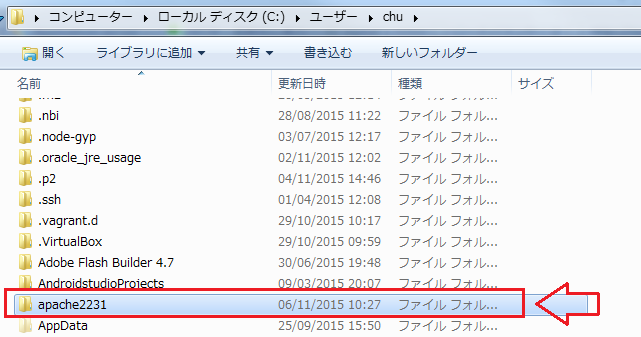 コンピューター ▸ ローカル ディスク (C:) ▸ ユーザー ▸ chu ▸
開く ライブラリに追加 ▼ 共有 ▼ 書き込む 新しいフォルダー
名前 更新日時 種類 サイズ
.nbi 28/08/2015 11:22 ファイル フォル...
.node-gyp 03/07/2015 12:17 ファイル フォル...
.oracle_jre_usage 02/11/2015 12:02 ファイル フォル...
.p2 04/11/2015 14:46 ファイル フォル...
.ssh 01/04/2015 12:08 ファイル フォル...
.vagrant.d 29/10/2015 10:17 ファイル フォル...
.VirtualBox 29/10/2015 09:59 ファイル フォル...
Adobe Flash Builder 4.7 30/06/2015 19:48 ファイル フォル...
AndroidstudioProjects 09/03/2015 20:07 ファイル フォル...
apache2231 06/11/2015 10:27 ファイル フォル...
AppData 25/09/2015 15:50 ファイル フォル...